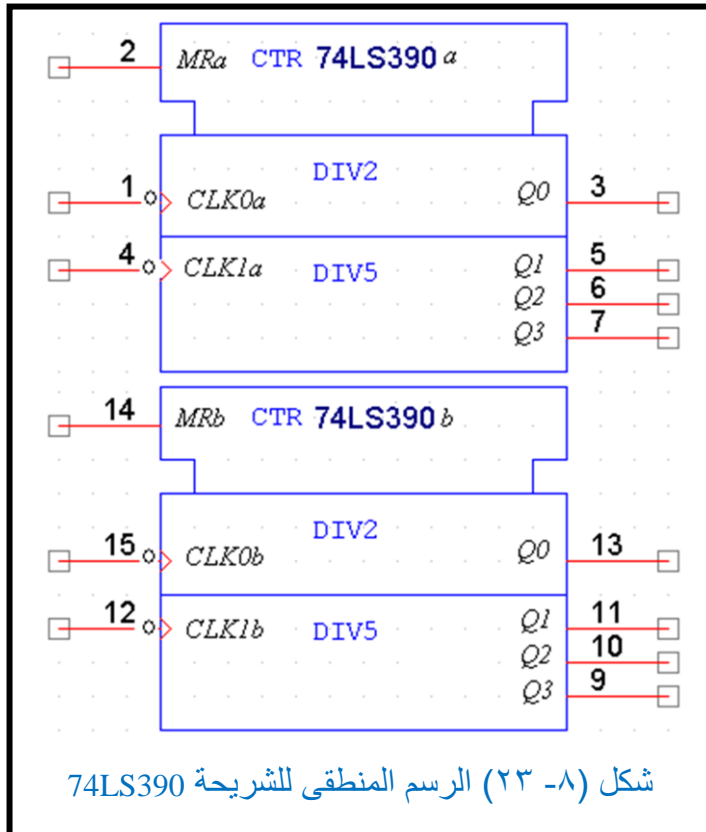 2 MRa CTR 74LS390 a
DIV2
1 CLK0a Q0 3
4 CLK1a DIV5 Q1 5
Q2 6
Q3 7
14 MRb CTR 74LS390 b
DIV2
15 CLK0b Q0 13
12 CLK1b DIV5 Q1 11
Q2 10
Q3 9
شكل (٨- ٢٣) الرسم المنطقى للشريحة 74LS390